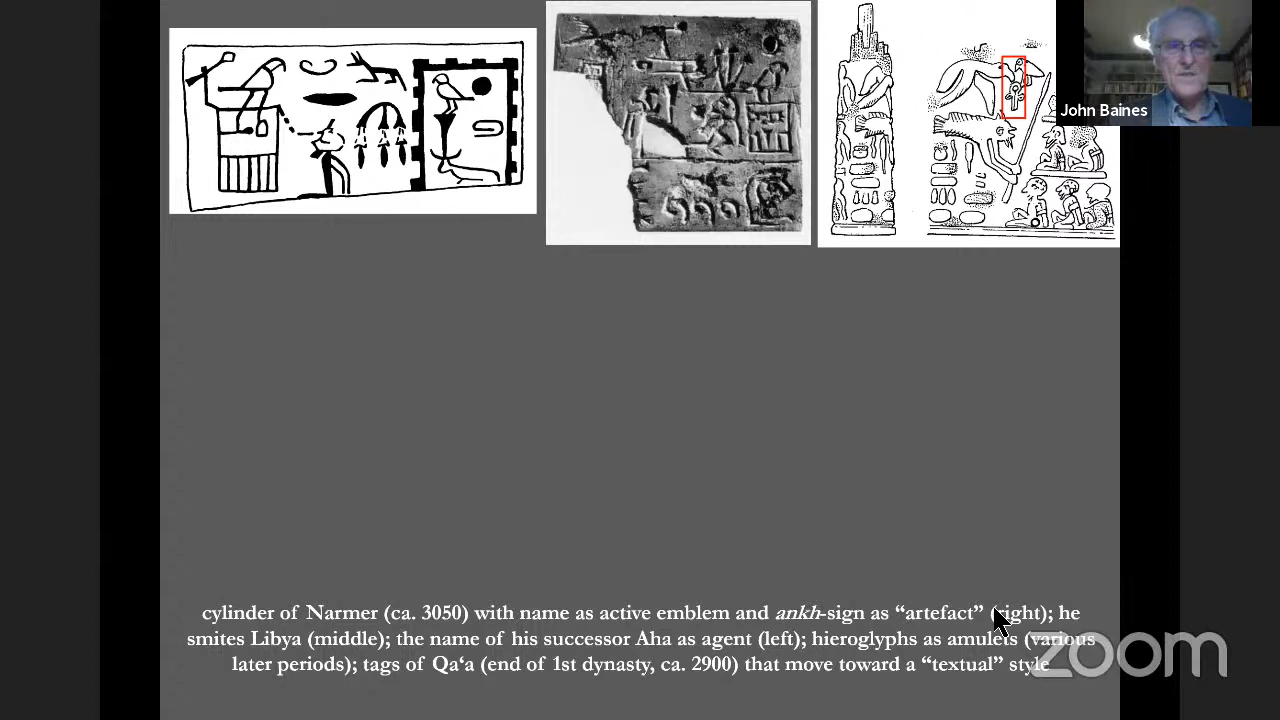 John Baines
cylinder of Narmer (ca. 3050) with name as active emblem and ankh-sign as “artefact” (right); he
smites Libya (middle); the name of his successor Aha as agent (left); hieroglyphs as amulets (various
later periods); tags of Qa‘a (end of 1st dynasty, ca. 2900) that move toward a “textual” style
zoom